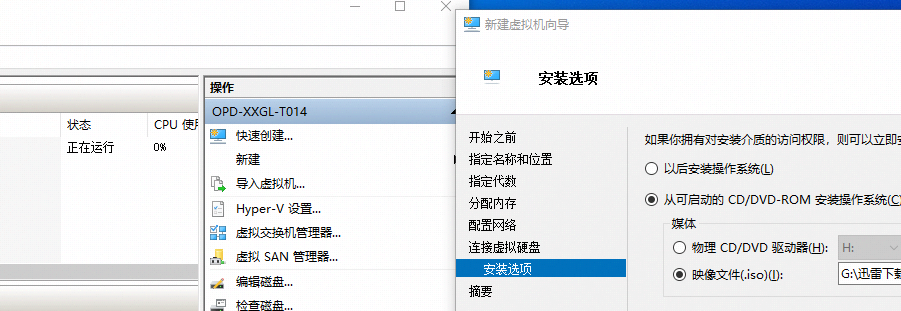 状态
CPU 使用
正在运行
0%
操作
OPD-XXGL-T014
快速创建...
新建
导入虚拟机...
Hyper-V 设置...
虚拟交换机管理器...
虚拟 SAN 管理器...
编辑磁盘...
检查磁盘...
新建虚拟机向导
安装选项
开始之前
指定名称和位置
指定代数
分配内存
配置网络
连接虚拟硬盘
安装选项
摘要
如果你拥有对安装介质的访问权限，则可以立即安
以后安装操作系统(L)
从可启动的 CD/DVD-ROM 安装操作系统(C)
媒体
物理 CD/DVD 驱动器(H):
H:
映像文件(.iso)(I):
G:\迅雷下载